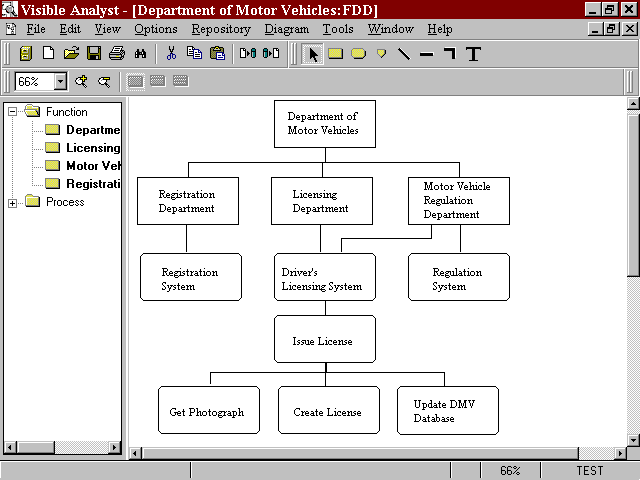 Visible Analyst - [Department of Motor Vehicles:FDD]
File Edit View Options Repository Diagram Tools Window Help
T
66%
Function
Departme
Licensing
Motor Veh
Registrati
Process
Department of
Motor Vehicles
Registration
Department
Licensing
Department
Motor Vehicle
Regulation
Department
Registration
System
Driver's
Licensing System
Regulation
System
Issue License
Get Photograph
Create License
Update DMV
Database
66%
TEST